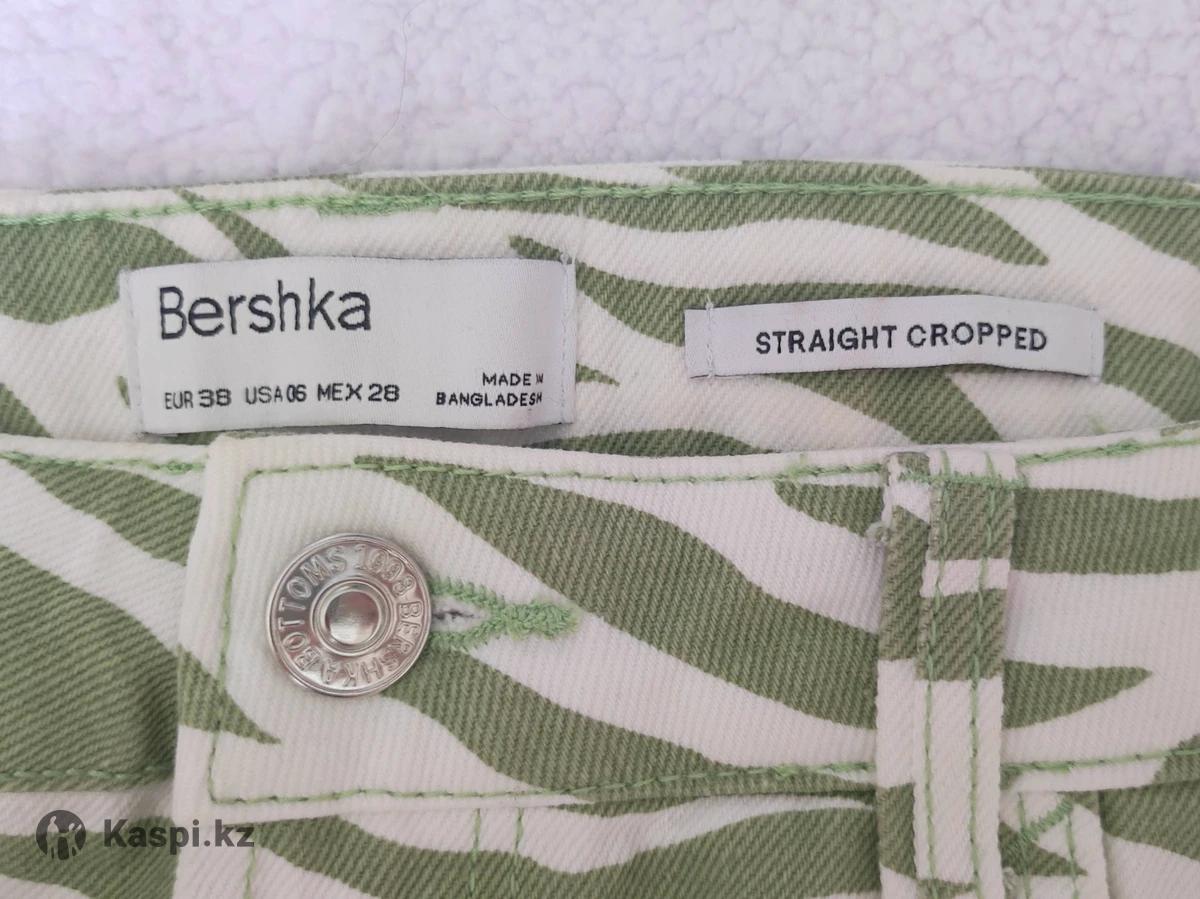 Bershka
EUR 38 USA 06 MEX 28
MADE IN
BANGLADESH
STRAIGHT CROPPED
BOTTOMS 1998 BERSHKA
Kaspi.kz